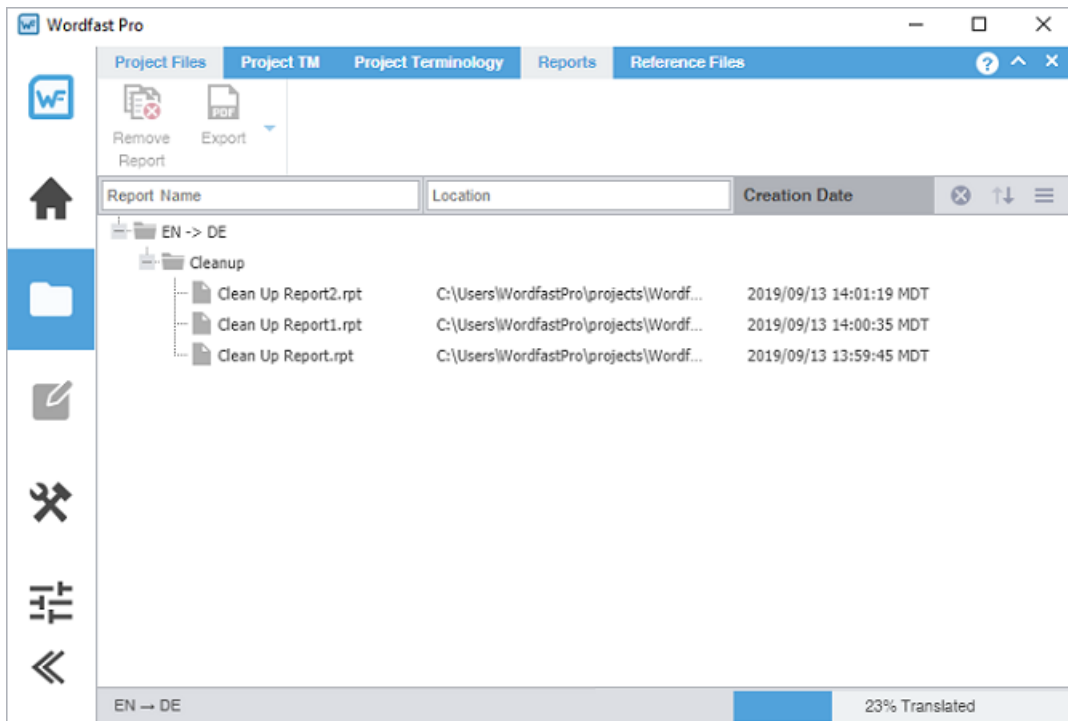 Wordfast Pro
Project Files Project TM Project Terminology Reports Reference Files ?
WF
PDF
Remove Report Export
Report Name Location Creation Date
EN -> DE
Cleanup
Clean Up Report2.rpt C:\Users\WordfastPro\projects\Wordf... 2019/09/13 14:01:19 MDT
Clean Up Report1.rpt C:\Users\WordfastPro\projects\Wordf... 2019/09/13 14:00:35 MDT
Clean Up Report.rpt C:\Users\WordfastPro\projects\Wordf... 2019/09/13 13:59:45 MDT
EN → DE 23% Translated